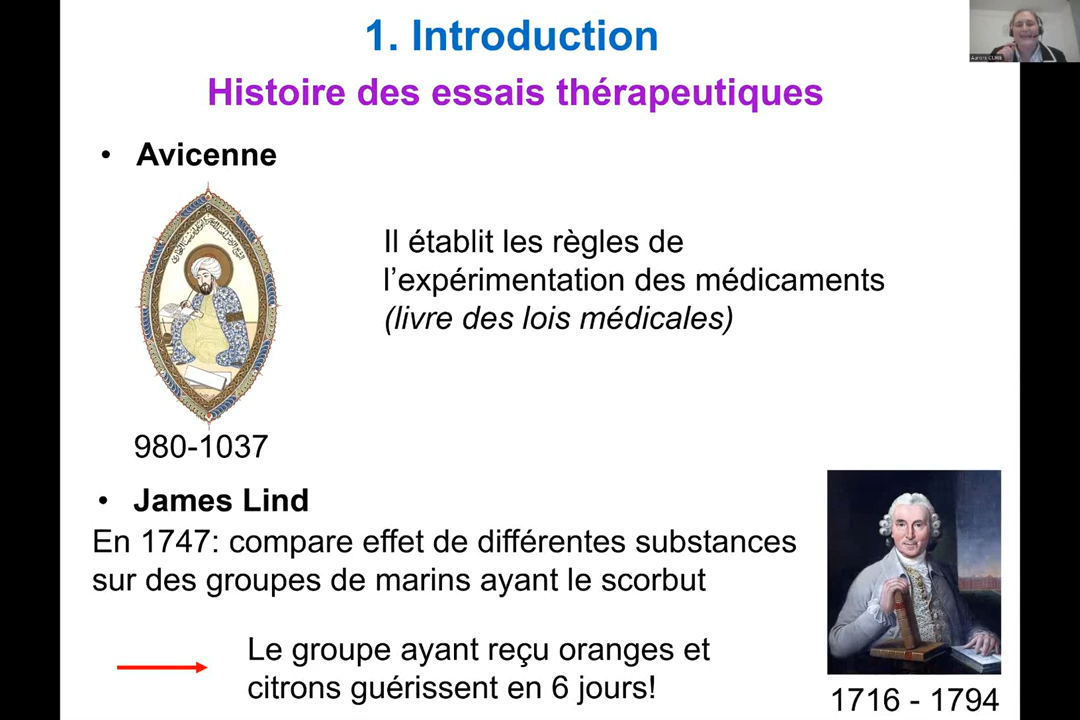 1. Introduction
Histoire des essais thérapeutiques
• Avicenne
Il établit les règles de
l’expérimentation des médicaments
(livre des lois médicales)
980-1037
• James Lind
En 1747: compare effet de différentes substances
sur des groupes de marins ayant le scorbut
Le groupe ayant reçu oranges et
citrons guérissent en 6 jours!
1716 - 1794